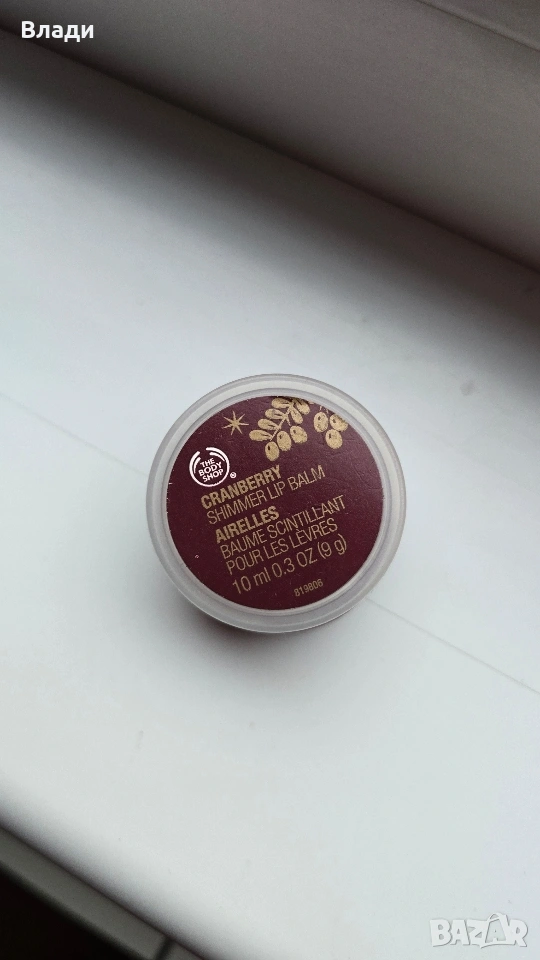 Влади
THE
BODY
SHOP
®
CRANBERRY
SHIMMER LIP BALM
AIRELLES
BAUME SCINTILLANT
POUR LES LÈVRES
10 ml 0.3 OZ (9 g)
819806
BAZAR